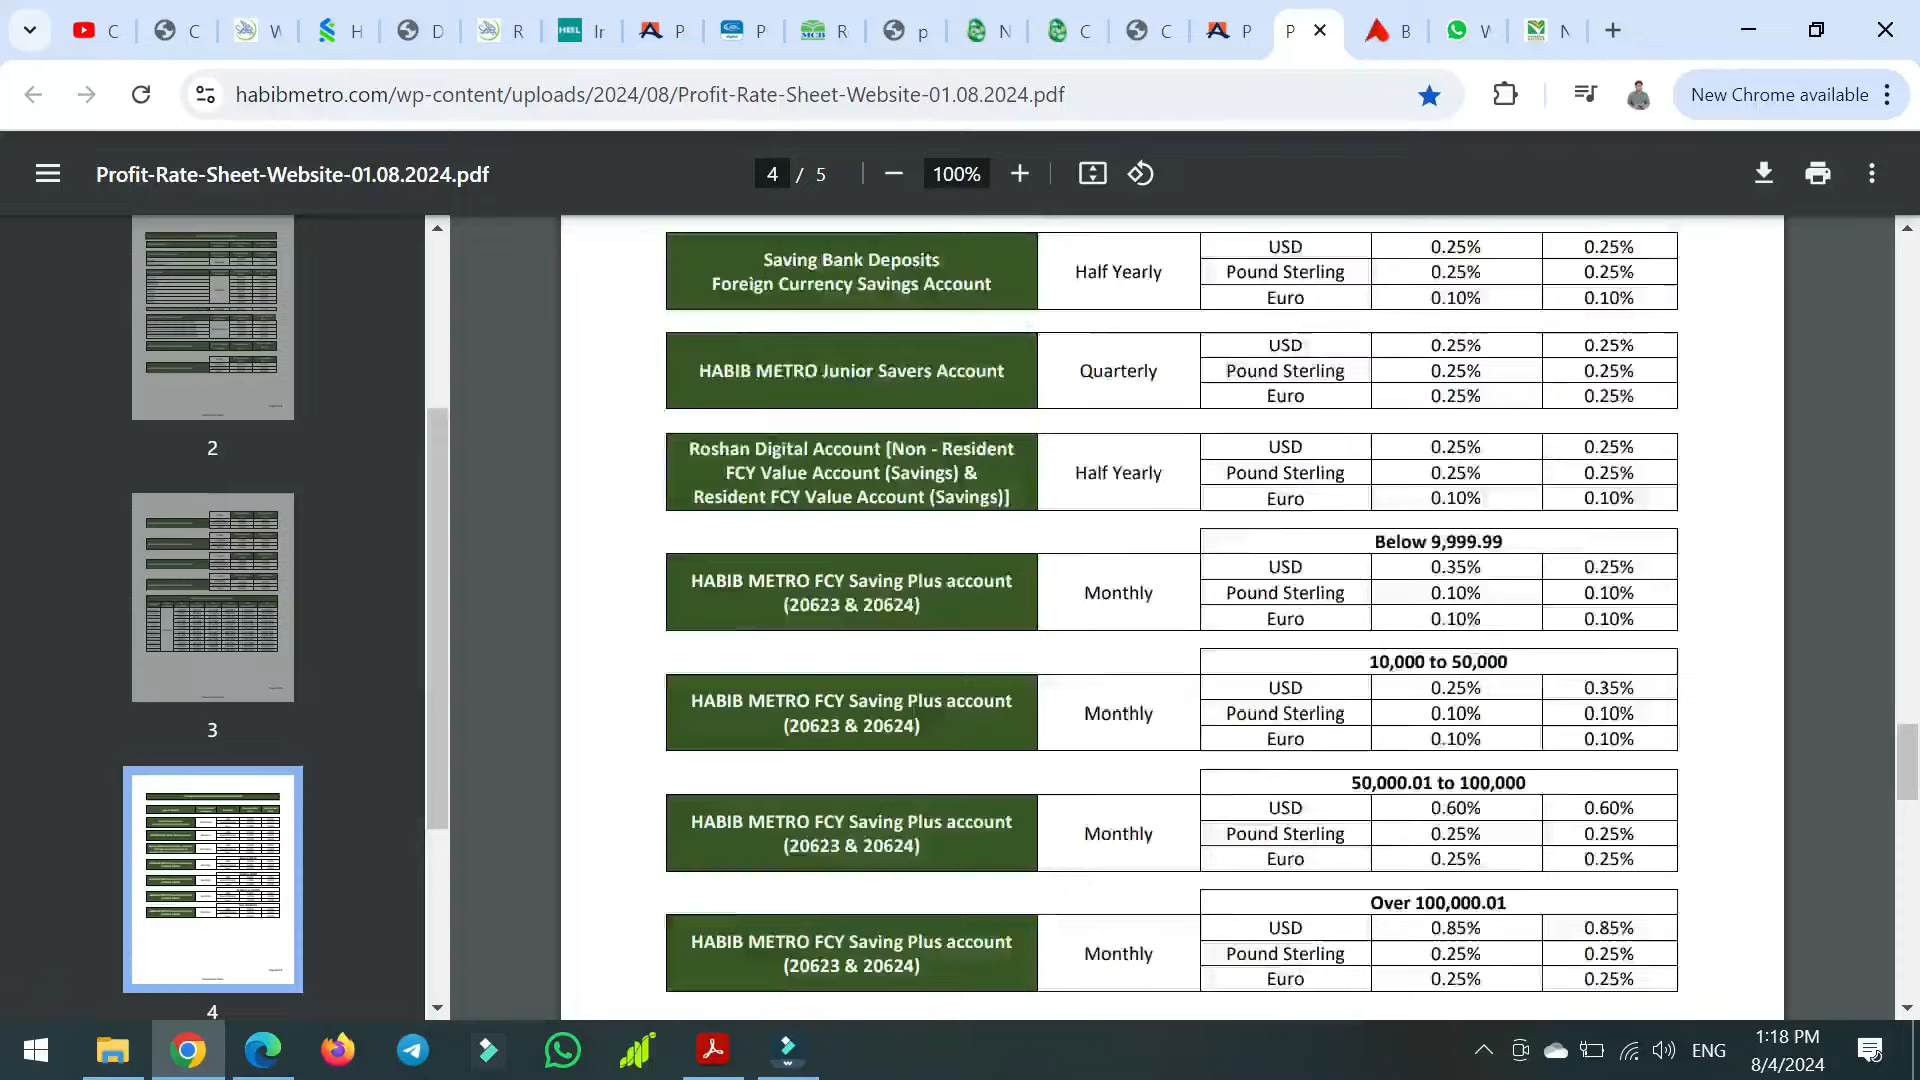 C
C
W
H
D
R
HBL
Ir
P
P
MCB
R
p
N
C
C
P
P
B
W
N
habibmetro.com/wp-content/uploads/2024/08/Profit-Rate-Sheet-Website-01.08.2024.pdf
New Chrome available
Profit-Rate-Sheet-Website-01.08.2024.pdf
4 / 5
100%
2
3
4
Saving Bank Deposits
Foreign Currency Savings Account
Half Yearly
USD 0.25% 0.25%
Pound Sterling 0.25% 0.25%
Euro 0.10% 0.10%
HABIB METRO Junior Savers Account
Quarterly
USD 0.25% 0.25%
Pound Sterling 0.25% 0.25%
Euro 0.25% 0.25%
Roshan Digital Account [Non - Resident
FCY Value Account (Savings) &
Resident FCY Value Account (Savings)]
Half Yearly
USD 0.25% 0.25%
Pound Sterling 0.25% 0.25%
Euro 0.10% 0.10%
Below 9,999.99
HABIB METRO FCY Saving Plus account
(20623 & 20624)
Monthly
USD 0.35% 0.25%
Pound Sterling 0.10% 0.10%
Euro 0.10% 0.10%
10,000 to 50,000
HABIB METRO FCY Saving Plus account
(20623 & 20624)
Monthly
USD 0.25% 0.35%
Pound Sterling 0.10% 0.10%
Euro 0.10% 0.10%
50,000.01 to 100,000
HABIB METRO FCY Saving Plus account
(20623 & 20624)
Monthly
USD 0.60% 0.60%
Pound Sterling 0.25% 0.25%
Euro 0.25% 0.25%
Over 100,000.01
HABIB METRO FCY Saving Plus account
(20623 & 20624)
Monthly
USD 0.85% 0.85%
Pound Sterling 0.25% 0.25%
Euro 0.25% 0.25%
ENG
1:18 PM
8/4/2024